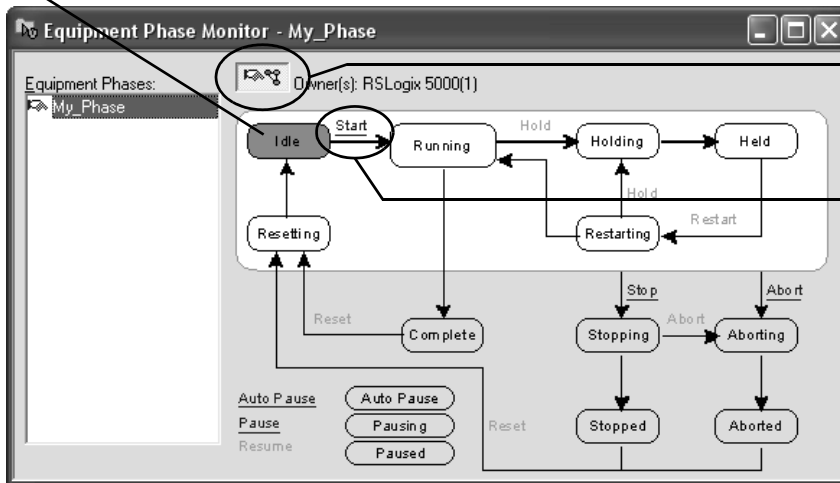 Equipment Phase Monitor - My_Phase
Equipment Phases:
Owner(s): RSLogix 5000(1)
My_Phase
Idle
Start
Running
Hold
Holding
Held
Hold
Restart
Resetting
Restarting
Stop
Abort
Reset
Complete
Stopping
Abort
Aborting
Auto Pause
Auto Pause
Pause
Pausing
Reset
Stopped
Aborted
Resume
Paused